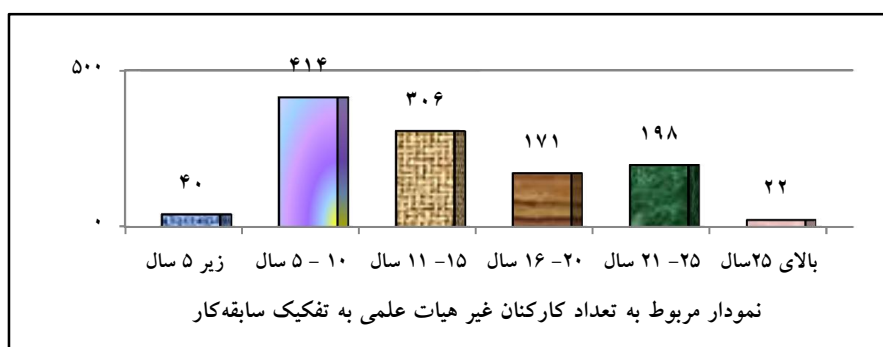 ۵۰۰
۴۱۴
۳۰۶
۱۹۸
۱۷۱
۴۰
۲۲
۰
زیر ۵ سال
۵ - ۱۰ سال
۱۱ -۱۵ سال
۱۶ -۲۰ سال
۲۱ -۲۵ سال
بالای ۲۵سال
نمودار مربوط به تعداد کارکنان غیر هیات علمی به تفکیک سابقه‌کار